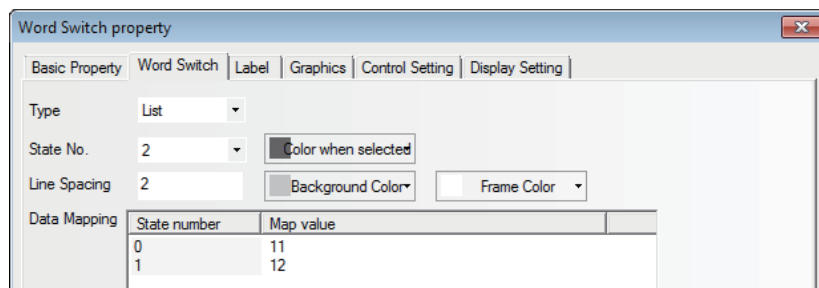 Word Switch property
Basic Property Word Switch Label Graphics Control Setting Display Setting
Type List
State No. 2 Color when selected
Line Spacing 2 Background Color Frame Color
Data Mapping State number Map value
0 11
1 12